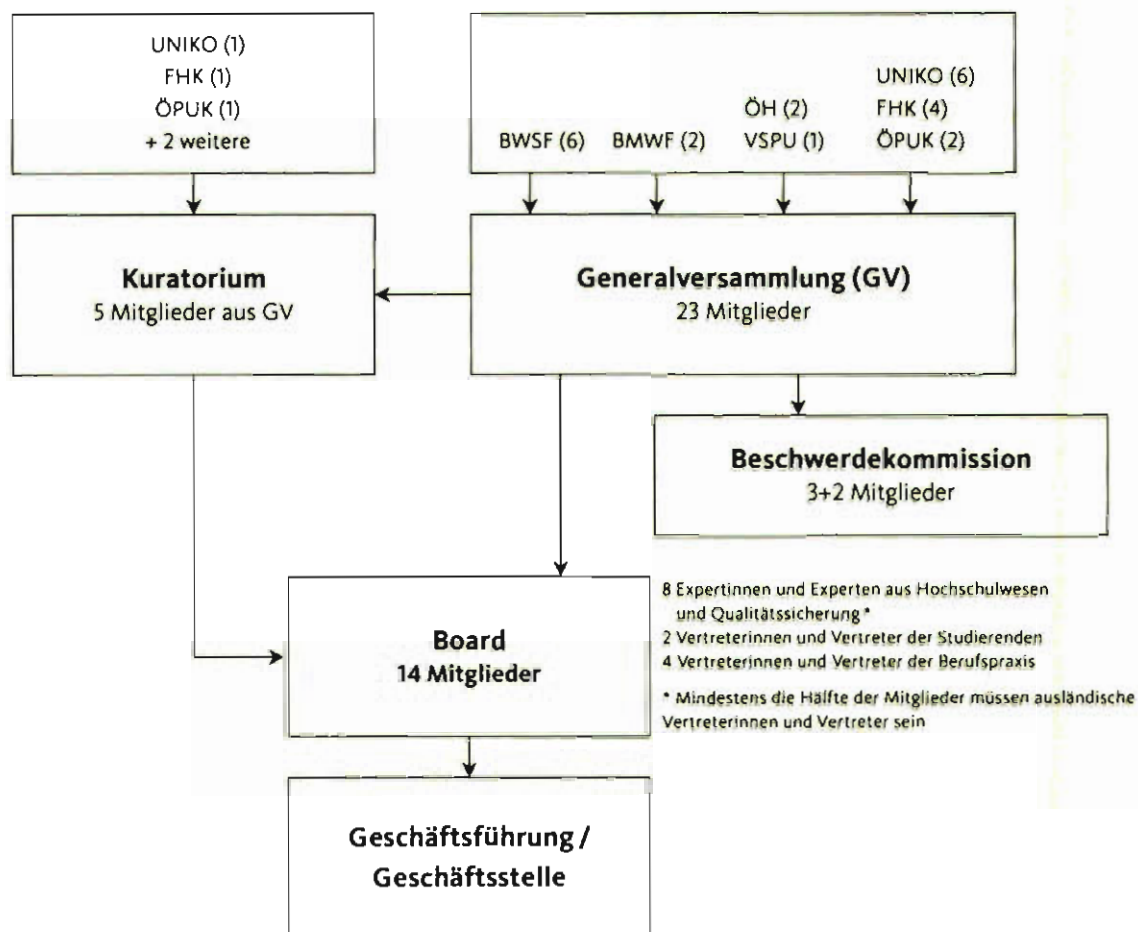 UNIKO (1)
FHK (1)
ÖPUK (1)
+ 2 weitere
UNIKO (6)
ÖH (2) FHK (4)
BWSF (6) BMWF (2) VSPU (1) ÖPUK (2)
Kuratorium
5 Mitglieder aus GV
Generalversammlung (GV)
23 Mitglieder
Beschwerdekommission
3+2 Mitglieder
Board
14 Mitglieder
8 Expertinnen und Experten aus Hochschulwesen
und Qualitätssicherung *
2 Vertreterinnen und Vertreter der Studierenden
4 Vertreterinnen und Vertreter der Berufspraxis
* Mindestens die Hälfte der Mitglieder müssen ausländische
Vertreterinnen und Vertreter sein
Geschäftsführung /
Geschäftsstelle